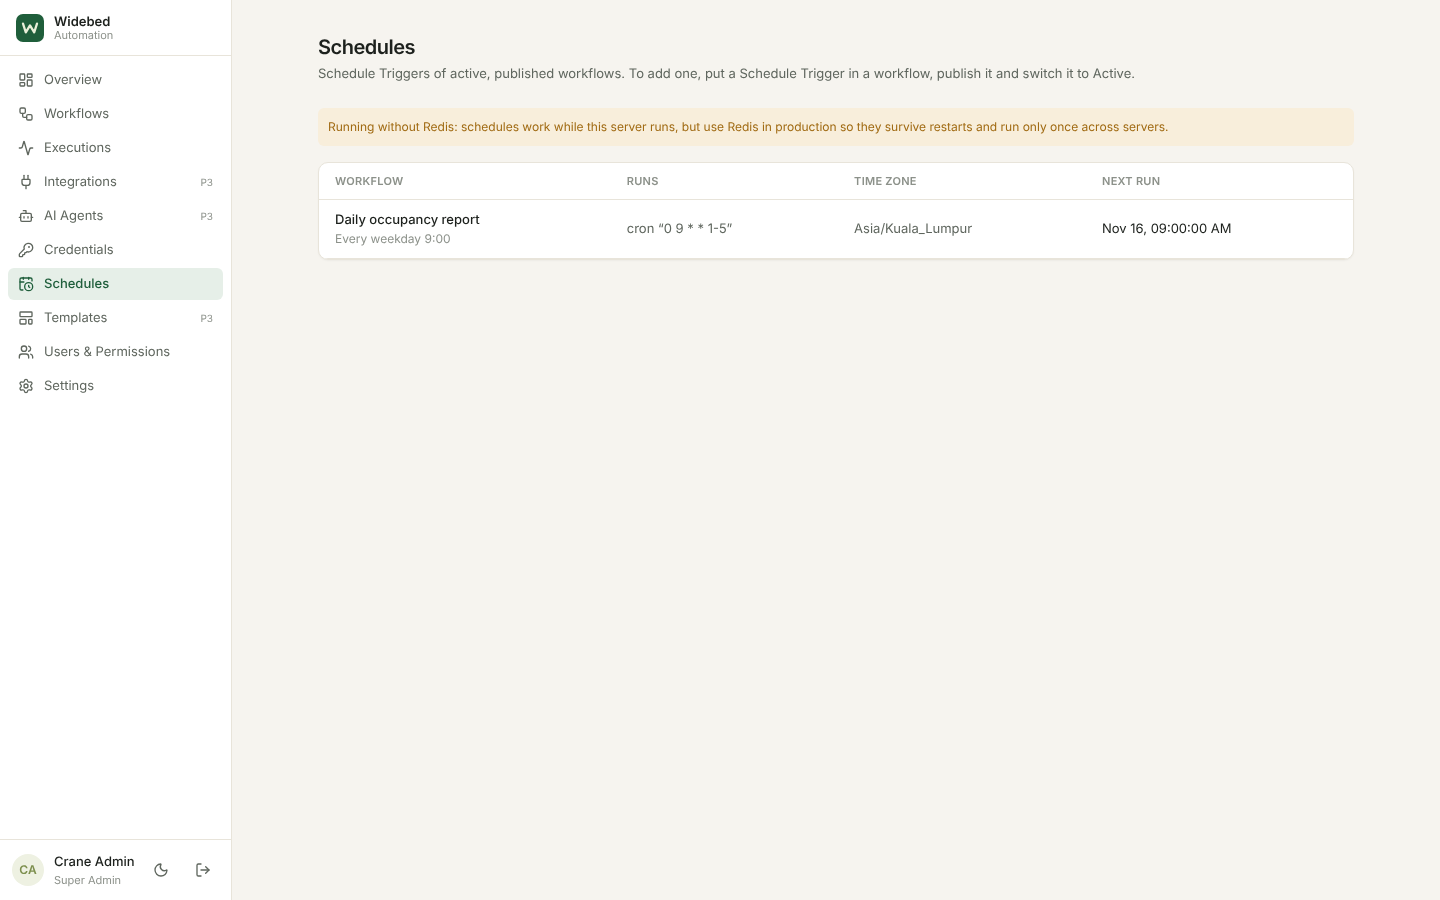 Widebed
Automation
Overview
Workflows
Executions
Integrations P3
AI Agents P3
Credentials
Schedules
Templates P3
Users & Permissions
Settings
CA
Crane Admin
Super Admin
Schedules
Schedule Triggers of active, published workflows. To add one, put a Schedule Trigger in a workflow, publish it and switch it to Active.
Running without Redis: schedules work while this server runs, but use Redis in production so they survive restarts and run only once across servers.
WORKFLOW RUNS TIME ZONE NEXT RUN
Daily occupancy report
Every weekday 9:00
cron “0 9 * * 1-5” Asia/Kuala_Lumpur Nov 16, 09:00:00 AM